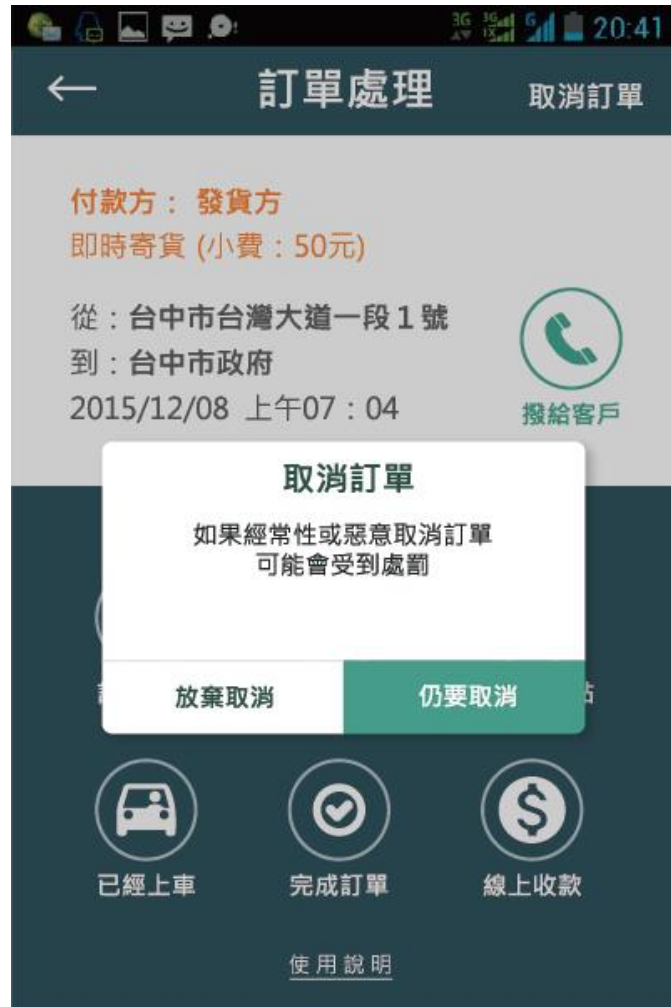 20:41
訂單處理
取消訂單
付款方： 發貨方
即時寄貨 (小費：50元)
從：台中市台灣大道一段１號
到：台中市政府
2015/12/08 上午07：04
撥給客戶
取消訂單
如果經常性或惡意取消訂單
可能會受到處罰
放棄取消
仍要取消
已經上車
完成訂單
線上收款
使用說明